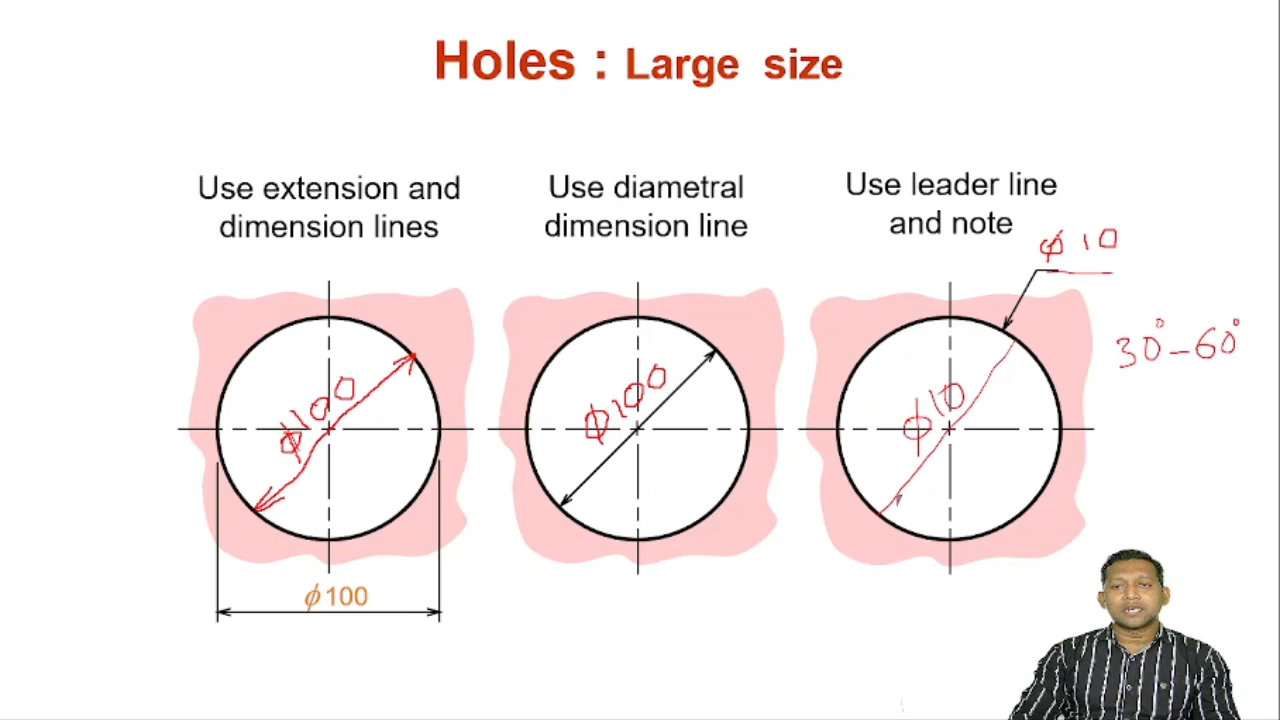 Holes : Large size
Use extension and
dimension lines
Use diametral
dimension line
Use leader line
and note
ϕ 10
30°-60°
ϕ100
ϕ100
ϕ10
ϕ100